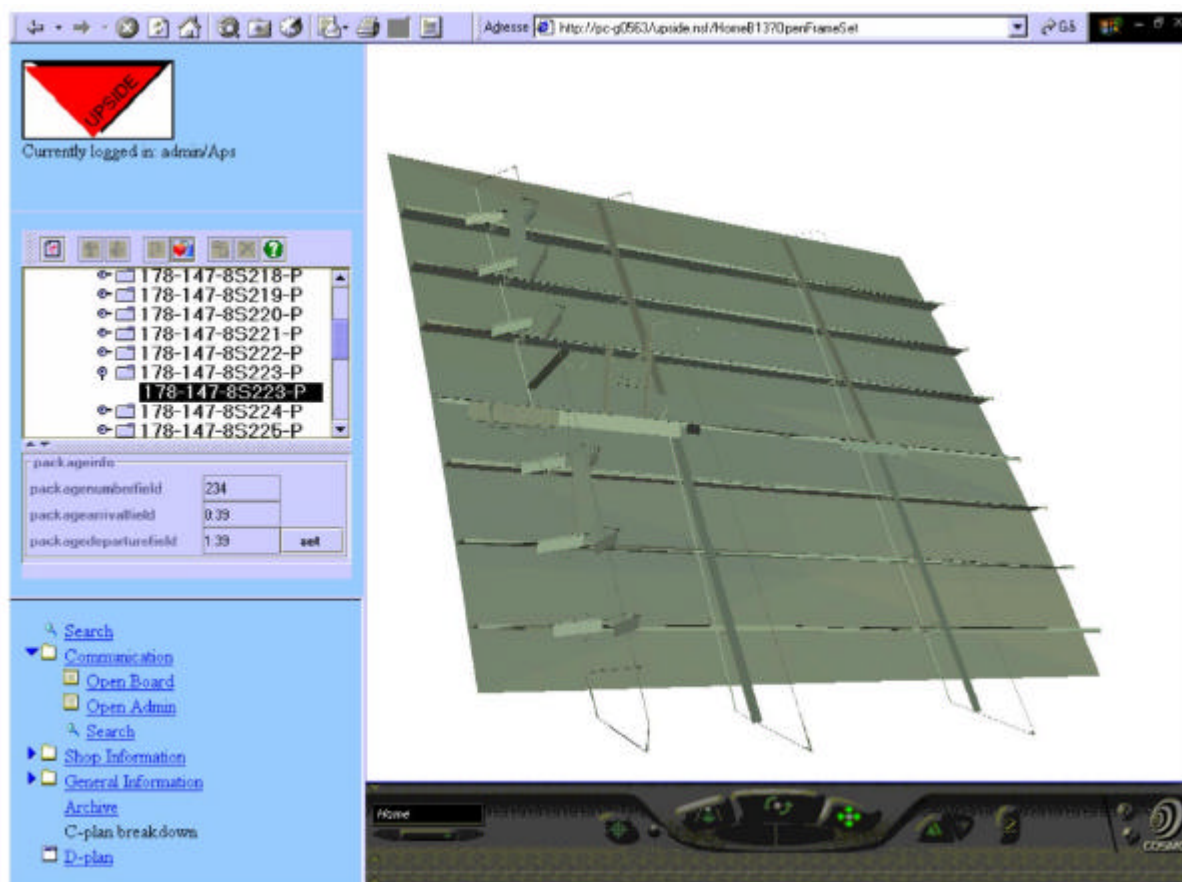 Adresse http://pc-g0563/upside.nsf/HomeB13?OpenFrameSet Gå
UPSIDE
Currently logged in: admin/Aps
178-147-8S218-P
178-147-8S219-P
178-147-8S220-P
178-147-8S221-P
178-147-8S222-P
178-147-8S223-P
178-147-8S223-P
178-147-8S224-P
178-147-8S225-P
packageinfo
packagenumberfield 234
packagearrivalfield 0:39
packagedeparturefield 1:39 set
Search
Communication
Open Board
Open Admin
Search
Shop Information
General Information
Archive
C-plan breakdown
D-plan
Home
COSMO